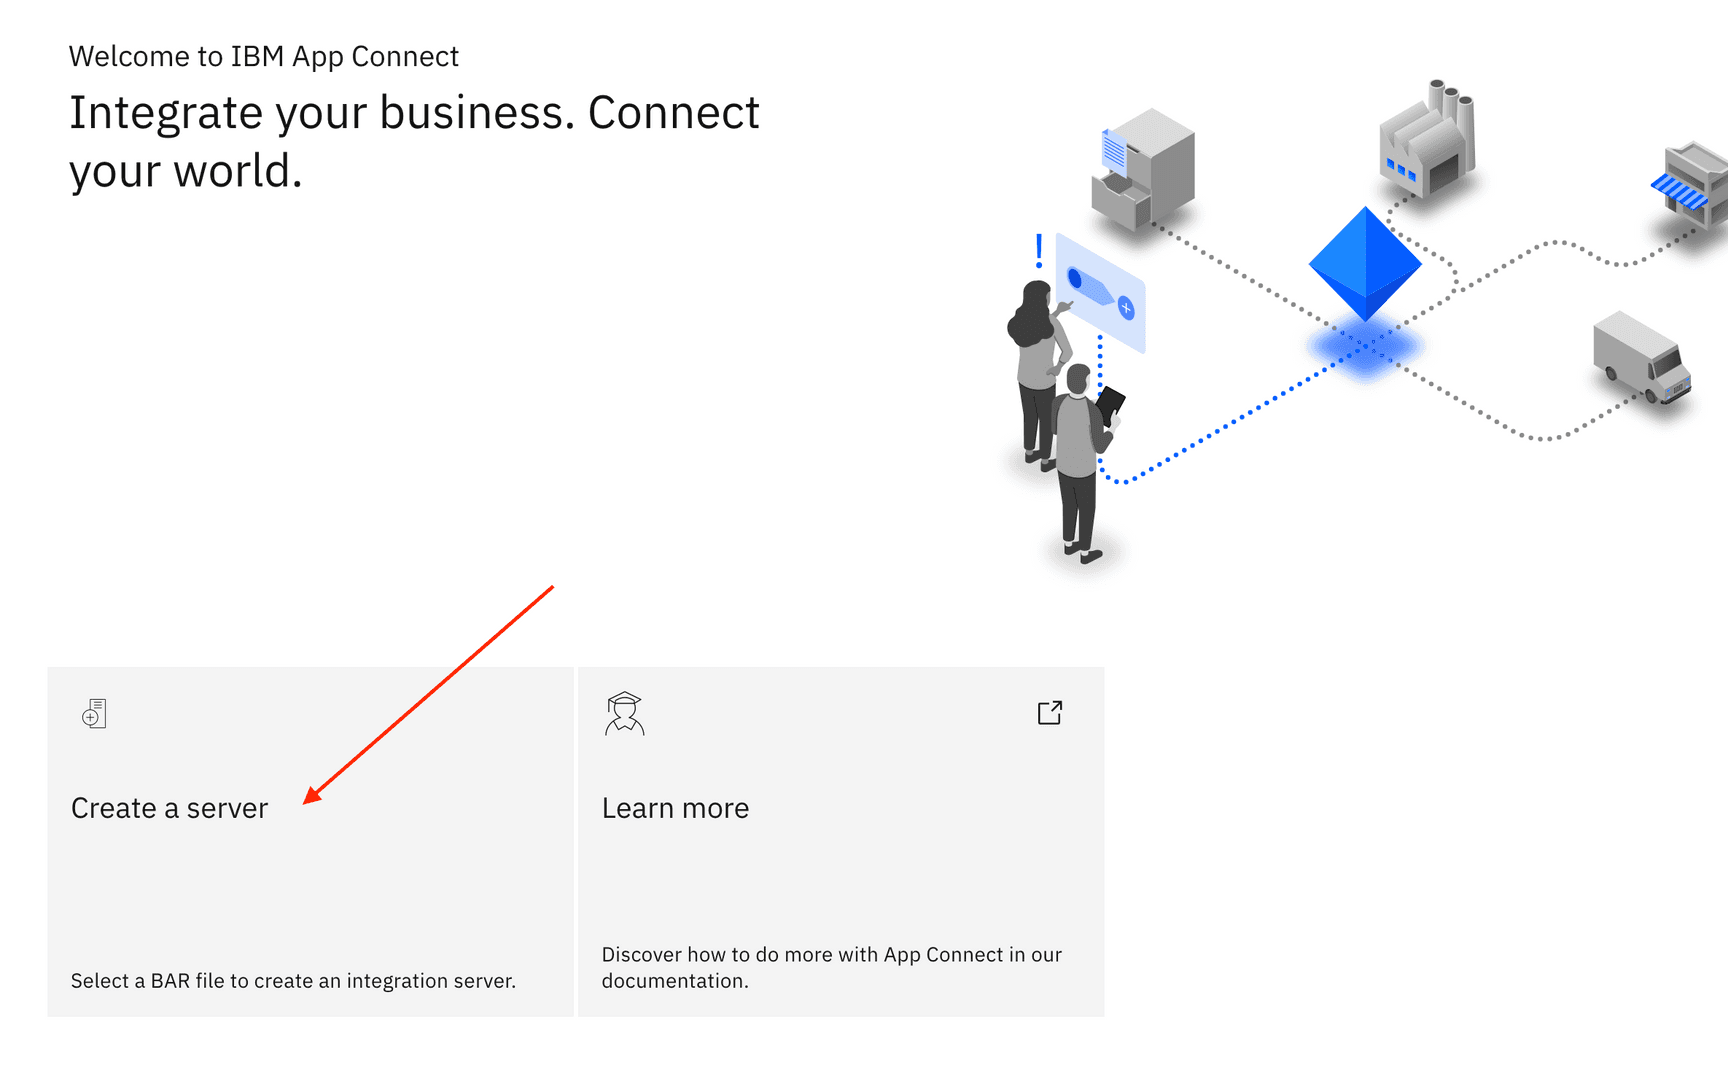 Welcome to IBM App Connect
Integrate your business. Connect
your world.
!
Create a server
Select a BAR file to create an integration server.
Learn more
Discover how to do more with App Connect in our
documentation.